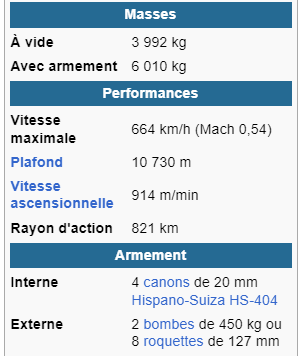 Masses
À vide 3 992 kg
Avec armement 6 010 kg
Performances
Vitesse maximale 664 km/h (Mach 0,54)
Plafond 10 730 m
Vitesse ascensionnelle 914 m/min
Rayon d'action 821 km
Armement
Interne 4 canons de 20 mm
Hispano-Suiza HS-404
Externe 2 bombes de 450 kg ou
8 roquettes de 127 mm